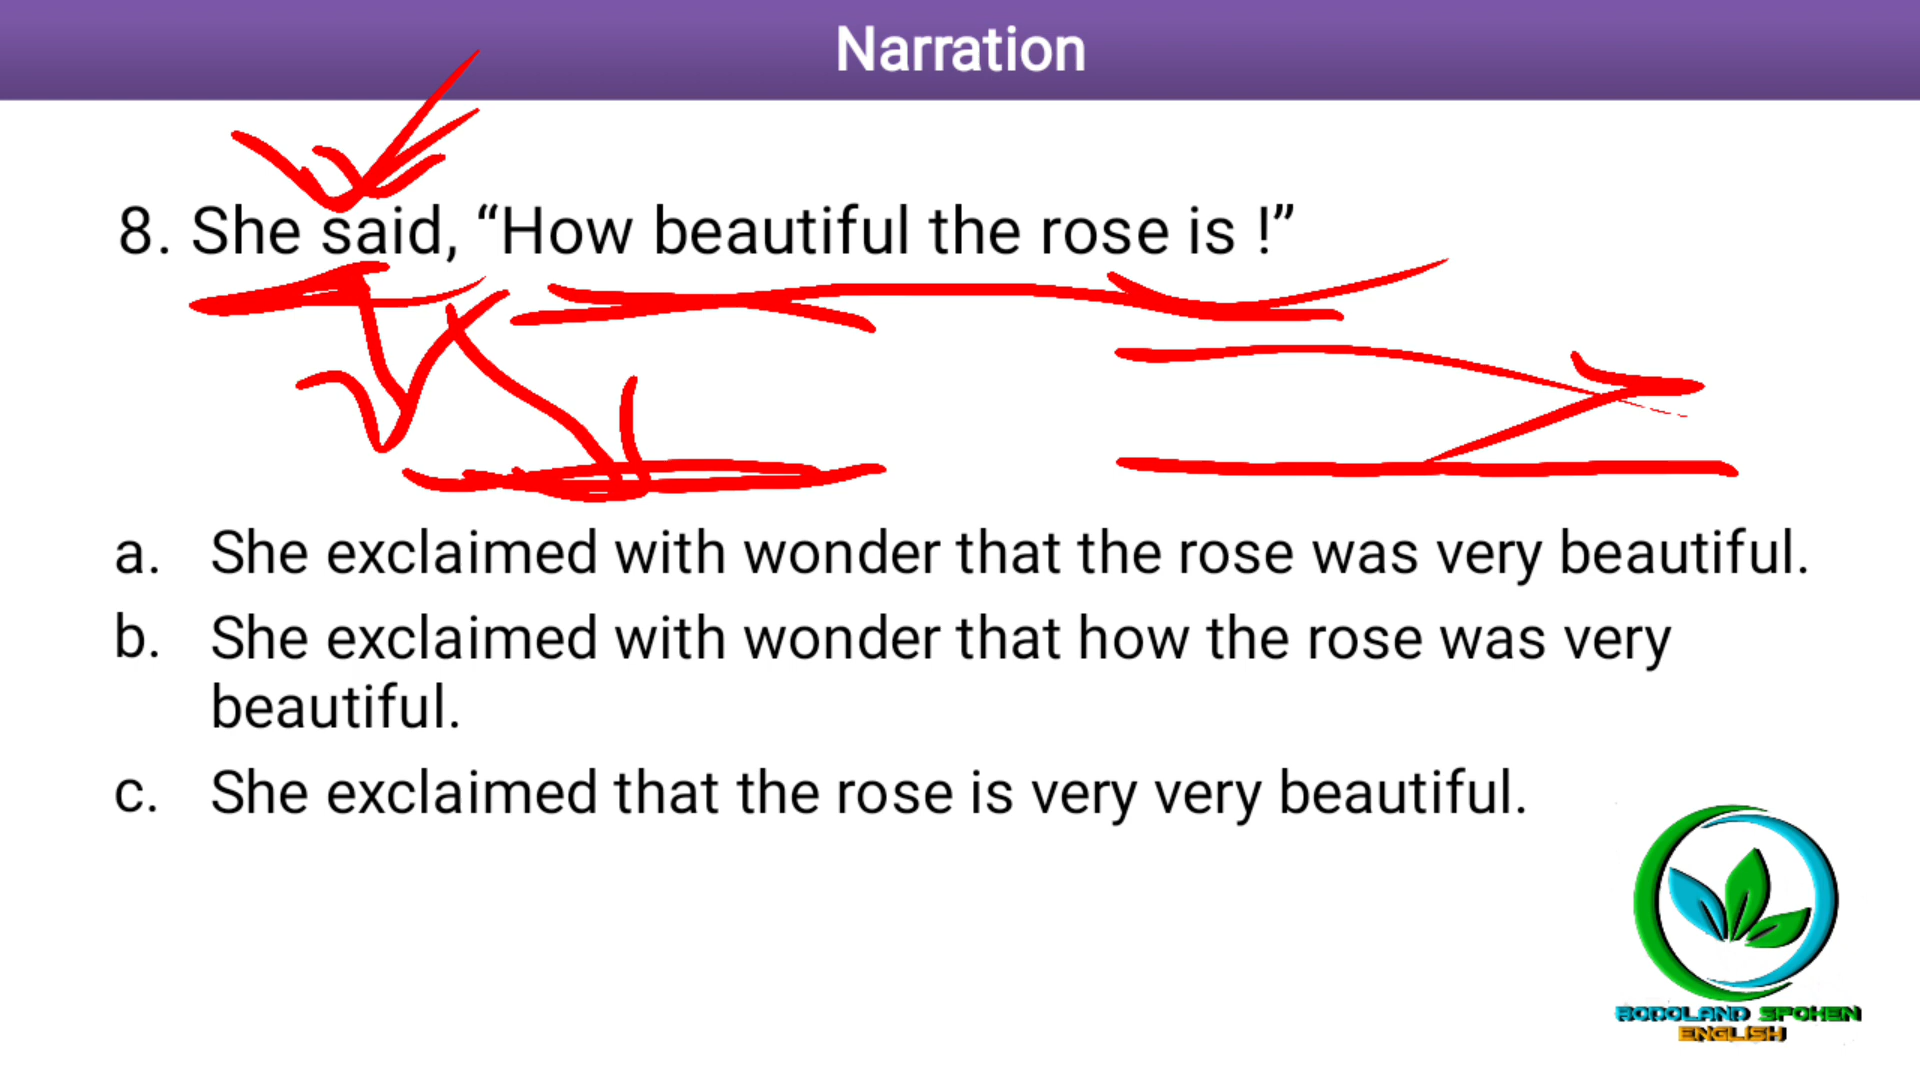 Narration
8. She said, “How beautiful the rose is !”
a. She exclaimed with wonder that the rose was very beautiful.
b. She exclaimed with wonder that how the rose was very
beautiful.
c. She exclaimed that the rose is very very beautiful.
BODOLAND SPOKEN
ENGLISH